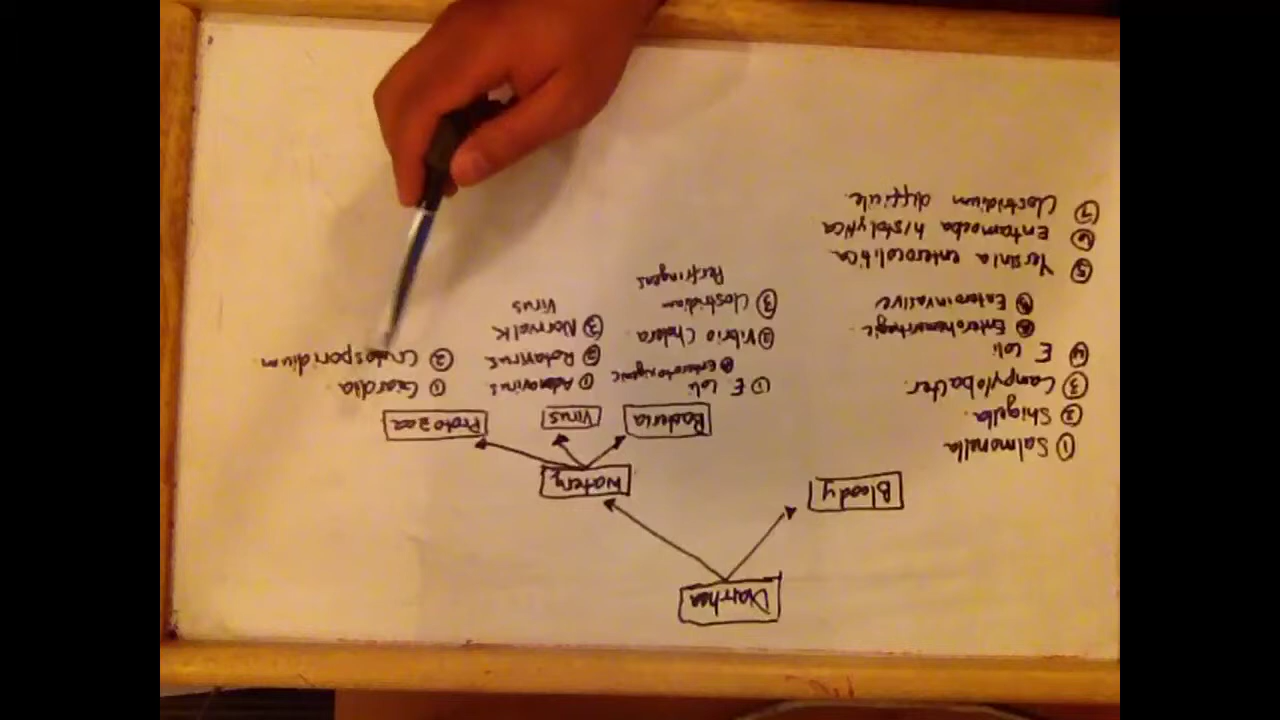 Diarrhea
Bloody
① Salmonella
② Shigella
③ Campylobacter
④ E Coli
Ⓐ Enterohemorrhagic
Ⓑ Enteroinvasive
⑤ Yersinia enterocolitica
⑥ Entamoeba histolytica
⑦ Clostridium difficile
Watery
Bacteria
① E Coli
Ⓐ Enterotoxigenic
② Vibrio Cholera
③ Clostridium
Perfringens
Virus
① Adenovirus
② Rotavirus
③ Norwalk
Virus
Protozoa
① Giardia
② Cryptosporidium